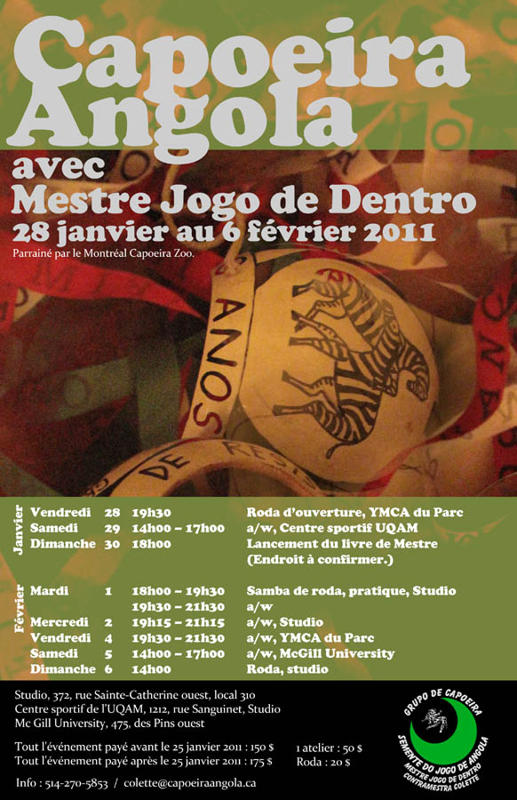 Capoeira
Angola
avec
Mestre Jogo de Dentro
28 janvier au 6 février 2011
Parrainé par le Montréal Capoeira Zoo.
ANOS
DE RESI
Janvier
Vendredi 28 19h30 Roda d'ouverture, YMCA du Parc
Samedi 29 14h00 – 17h00 a/w, Centre sportif UQAM
Dimanche 30 18h00 Lancement du livre de Mestre
(Endroit à confirmer.)
Février
Mardi 1 18h00 – 19h30 Samba de roda, pratique, Studio
19h30 – 21h30 a/w
Mercredi 2 19h15 – 21h15 a/w, Studio
Vendredi 4 19h30 – 21h30 a/w, YMCA du Parc
Samedi 5 14h00 – 17h00 a/w, McGill University
Dimanche 6 14h00 Roda, studio
Studio, 372, rue Sainte-Catherine ouest, local 310
Centre sportif de l'UQAM, 1212, rue Sanguinet, Studio
Mc Gill University, 475, des Pins ouest
Tout l'événement payé avant le 25 janvier 2011 : 150 $ 1 atelier : 50 $
Tout l'événement payé après le 25 janvier 2011 : 175 $ Roda : 20 $
Info : 514-270-5853 / colette@capoeiraangola.ca
GRUPO DE CAPOEIRA
SEMENTE DO JOGO DE ANGOLA
MESTRE JOGO DE DENTRO
CONTRAMESTRA COLETTE